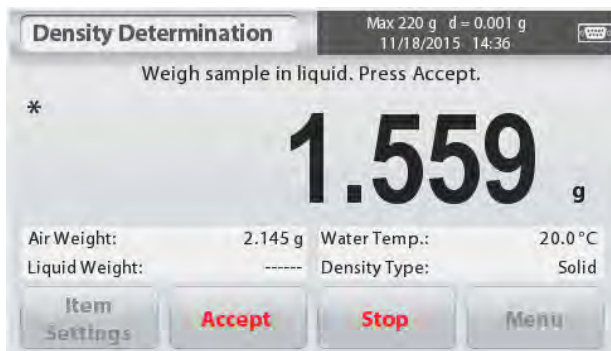 Density Determination
Max 220 g d = 0.001 g
11/18/2015 14:36
Weigh sample in liquid. Press Accept.
*
1.559 g
Air Weight: 2.145 g Water Temp.: 20.0 °C
Liquid Weight: ------ Density Type: Solid
Item Settings
Accept
Stop
Menu